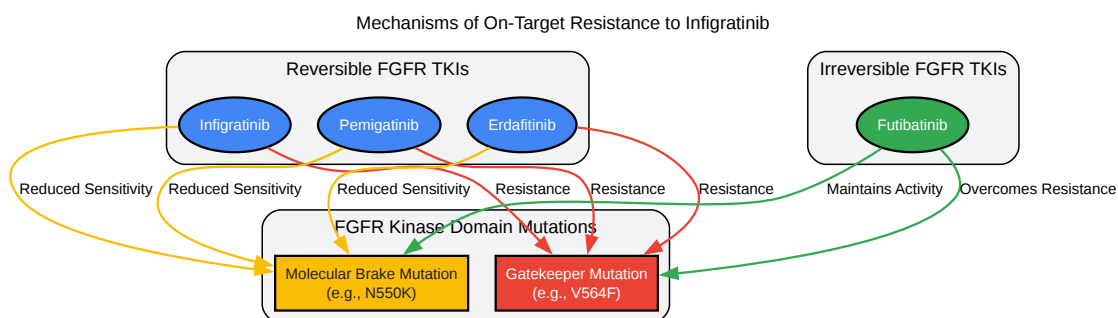 Mechanisms of On-Target Resistance to Infigratinib
Reversible FGFR TKIs
Irreversible FGFR TKIs
Infigratinib
Pemigatinib
Erdafitinib
Futibatinib
Reduced Sensitivity
Reduced Sensitivity
Reduced Sensitivity
Resistance
Resistance
Resistance
Maintains Activity
Overcomes Resistance
FGFR Kinase Domain Mutations
Molecular Brake Mutation
(e.g., N550K)
Gatekeeper Mutation
(e.g., V564F)